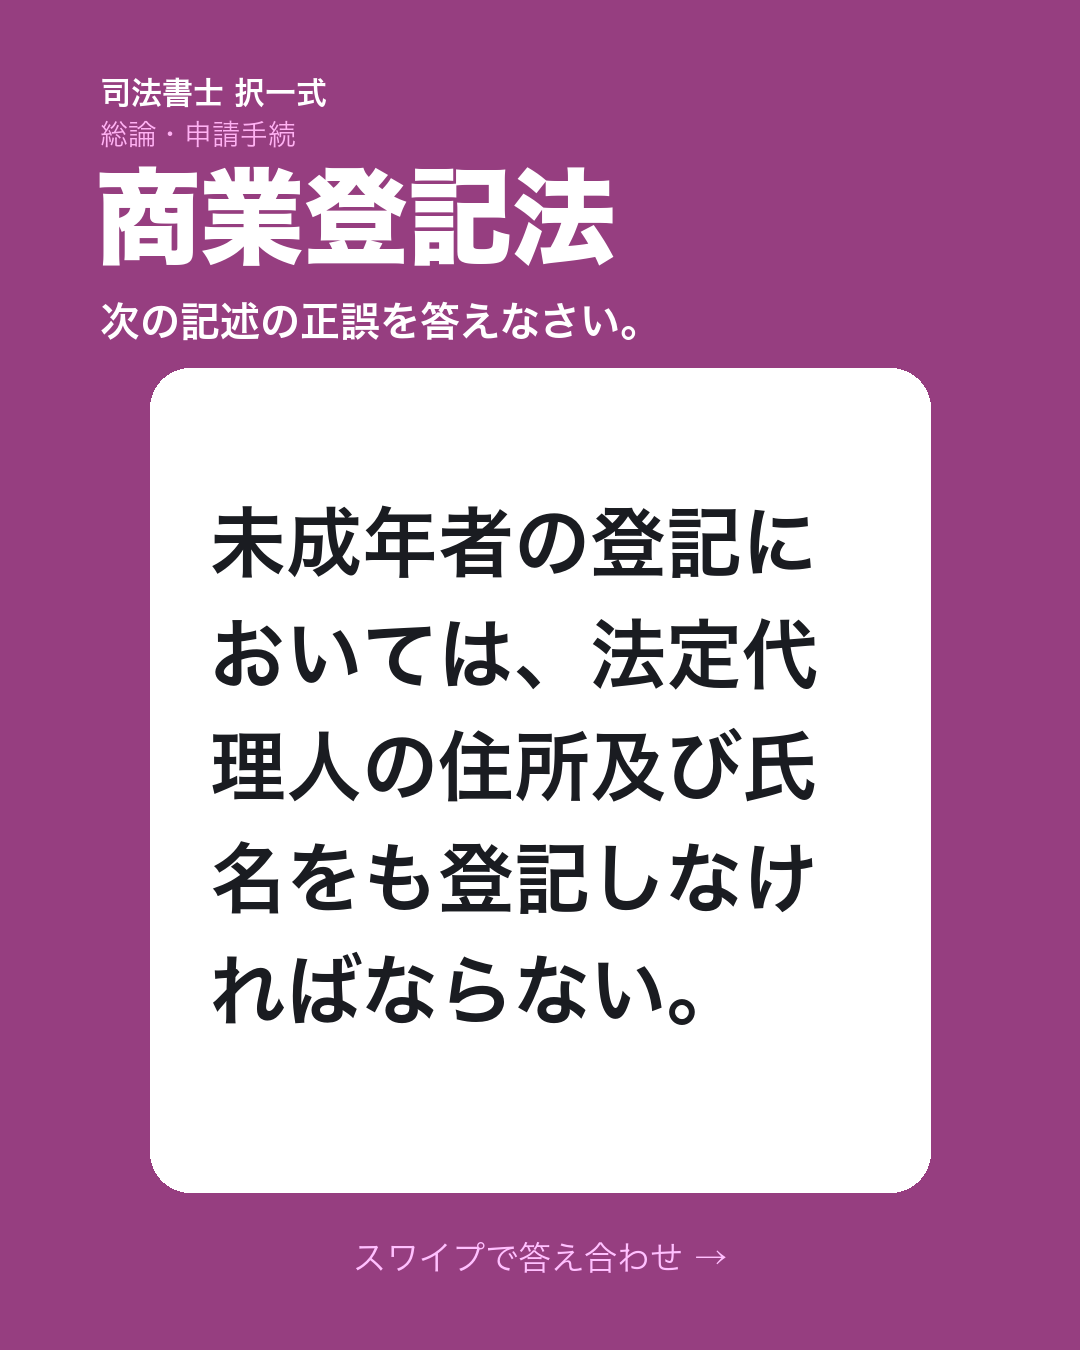 司法書士 択一式
総論・申請手続
商業登記法
次の記述の正誤を答えなさい。
未成年者の登記に
おいては、法定代
理人の住所及び氏
名をも登記しなけ
ればならない。
スワイプで答え合わせ →